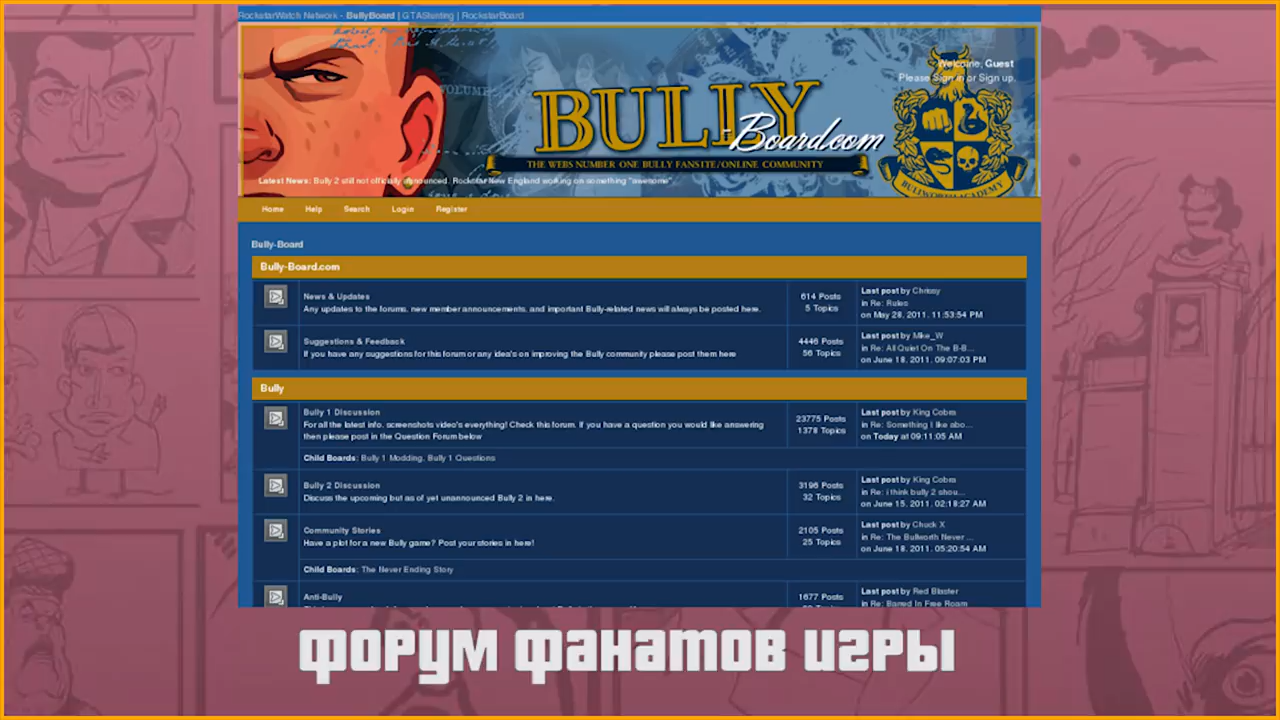 RockstarWatch Network - BullyBoard | GTAShunting | RockstarBoard
Welcome, Guest
Please Sign in or Sign up.
VOLUME
BULLY
-Board.com
THE WEBS NUMBER ONE BULLY FANSITE/ONLINE COMMUNITY
BULLWORTH ACADEMY
Latest News: Bully 2 still not officially announced. Rockstar New England working on something "awesome"
Home Help Search Login Register
Bully-Board
Bully-Board.com
News & Updates
Any updates to the forums, new member announcements, and important Bully-related news will always be posted here.
614 Posts
5 Topics
Last post by Chrissy
in Re: Rules
on May 28, 2011, 11:53:54 PM
Suggestions & Feedback
If you have any suggestions for this forum or any idea's on improving the Bully community please post them here
4446 Posts
56 Topics
Last post by Mike_W
in Re: All Quiet On The B-B...
on June 18, 2011, 09:07:03 PM
Bully
Bully 1 Discussion
For all the latest info, screenshots video's everything! Check this forum. If you have a question you would like answering
then please post in the Question Forum below
23775 Posts
1378 Topics
Last post by King Cobra
in Re: Something I like abo...
on Today at 09:11:05 AM
Child Boards: Bully 1 Modding, Bully 1 Questions
Bully 2 Discussion
Discuss the upcoming but as of yet unannounced Bully 2 in here.
3196 Posts
32 Topics
Last post by King Cobra
in Re: i think bully 2 shou...
on June 15, 2011, 02:18:27 AM
Community Stories
Have a plot for a new Bully game? Post your stories in here!
2105 Posts
25 Topics
Last post by Chuck X
in Re: The Bullworth Never ...
on June 18, 2011, 05:20:54 AM
Child Boards: The Never Ending Story
Anti-Bully
1677 Posts
Last post by Red Blaster
in Re: Barred In Free Roam
ФОРУМ ФАНАТОВ ИГРЫ